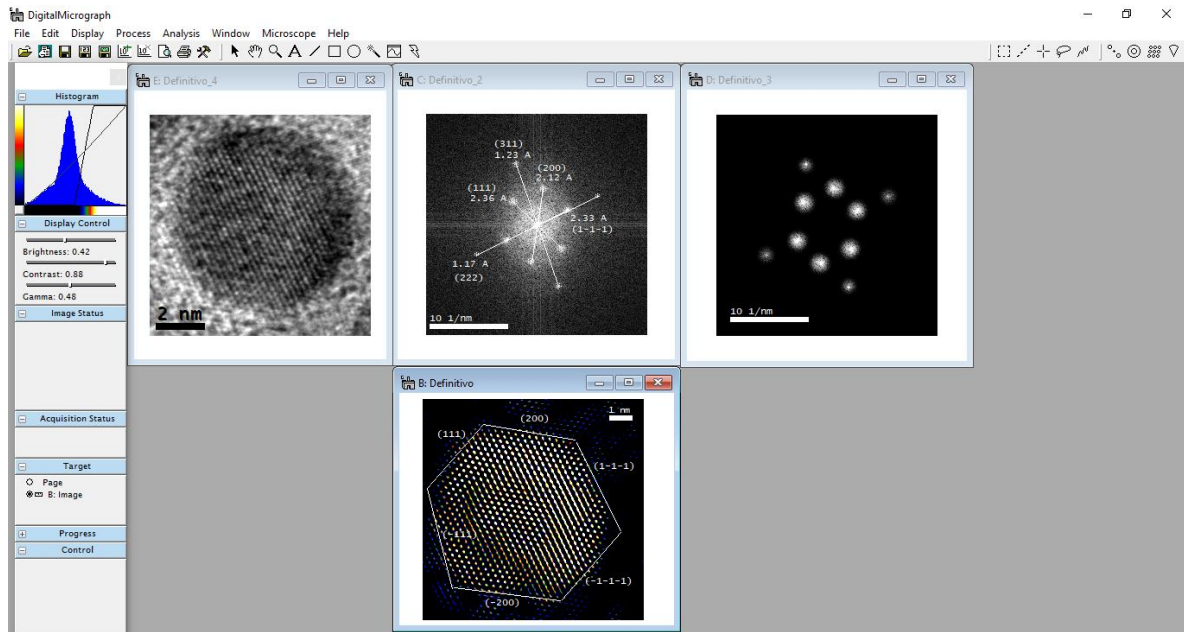 DigitalMicrograph
File Edit Display Process Analysis Window Microscope Help
Histogram
Display Control
Brightness: 0.42
Contrast: 0.88
Gamma: 0.48
Image Status
Acquisition Status
Target
Page
B: Image
Progress
Control
E: Definitivo_4
2 nm
C: Definitivo_2
(311)
1.23 A
(200)
2.12 A
(111)
2.36 A
2.33 A
(1-1-1)
1.17 A
(222)
10 1/nm
D: Definitivo_3
10 1/nm
B: Definitivo
1 nm
(200)
(111)
(1-1-1)
(-111)
(-1-1-1)
(-200)